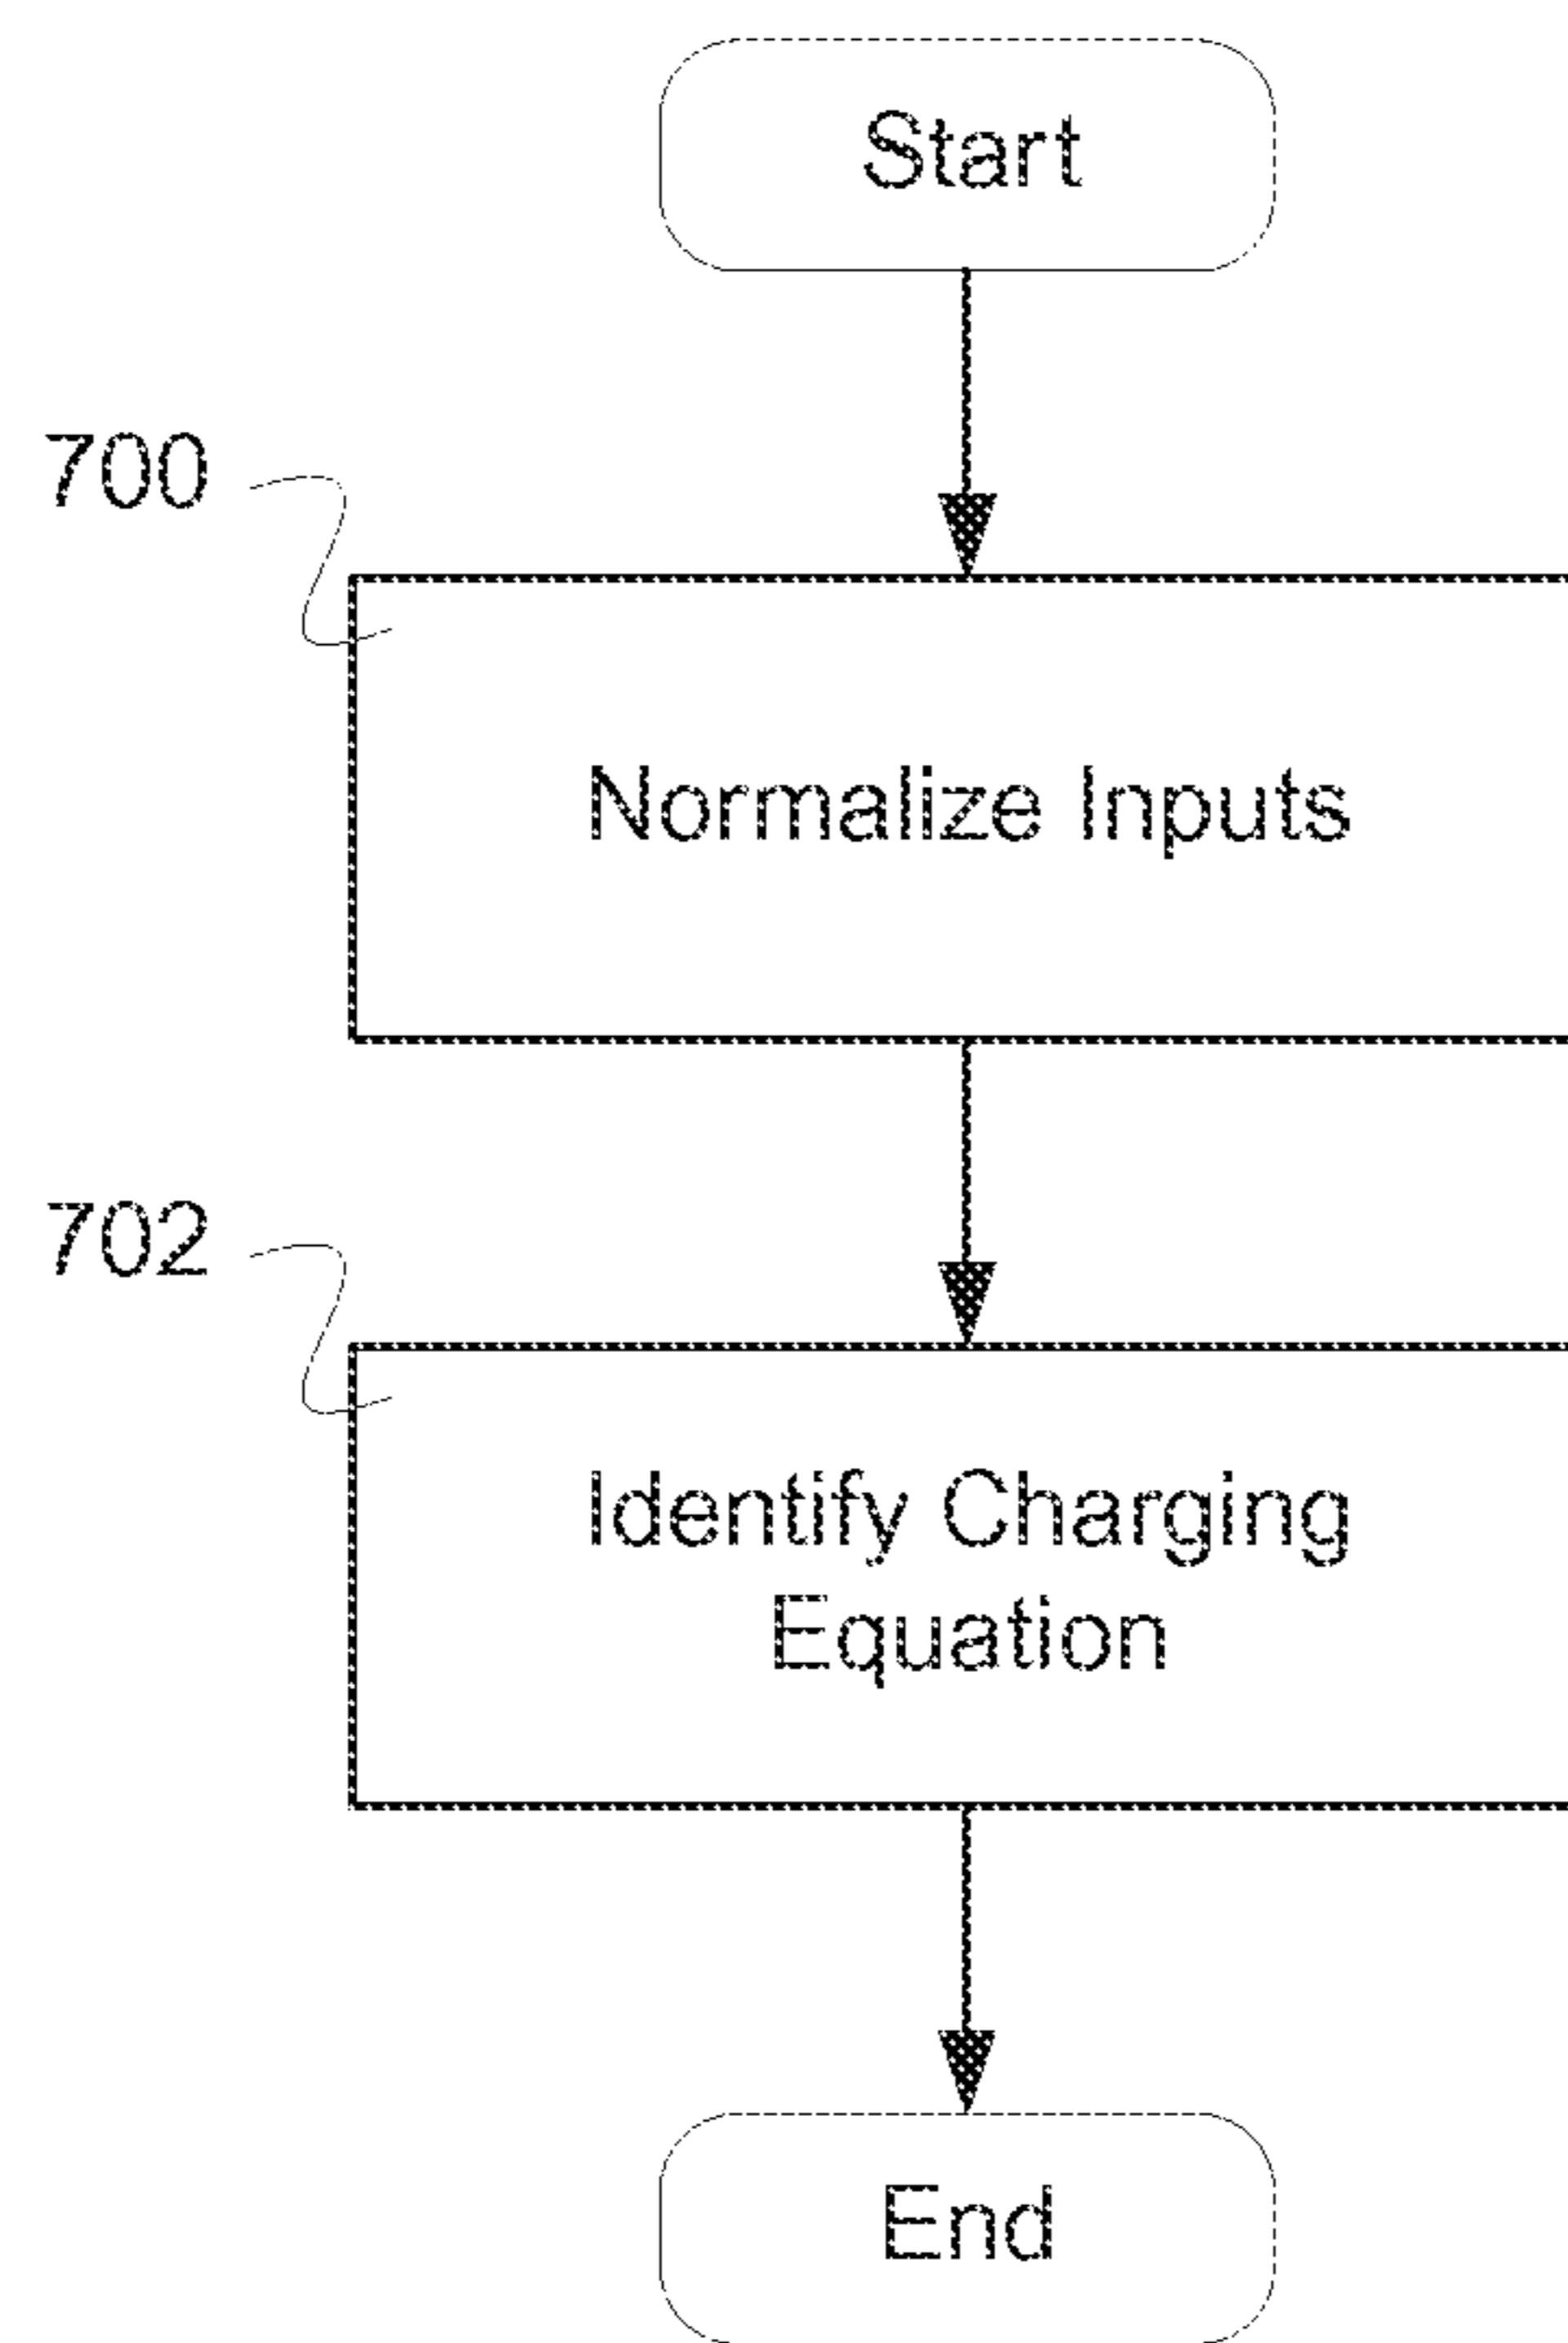 Start
700
Normalize Inputs
702
Identify Charging
Equation
End